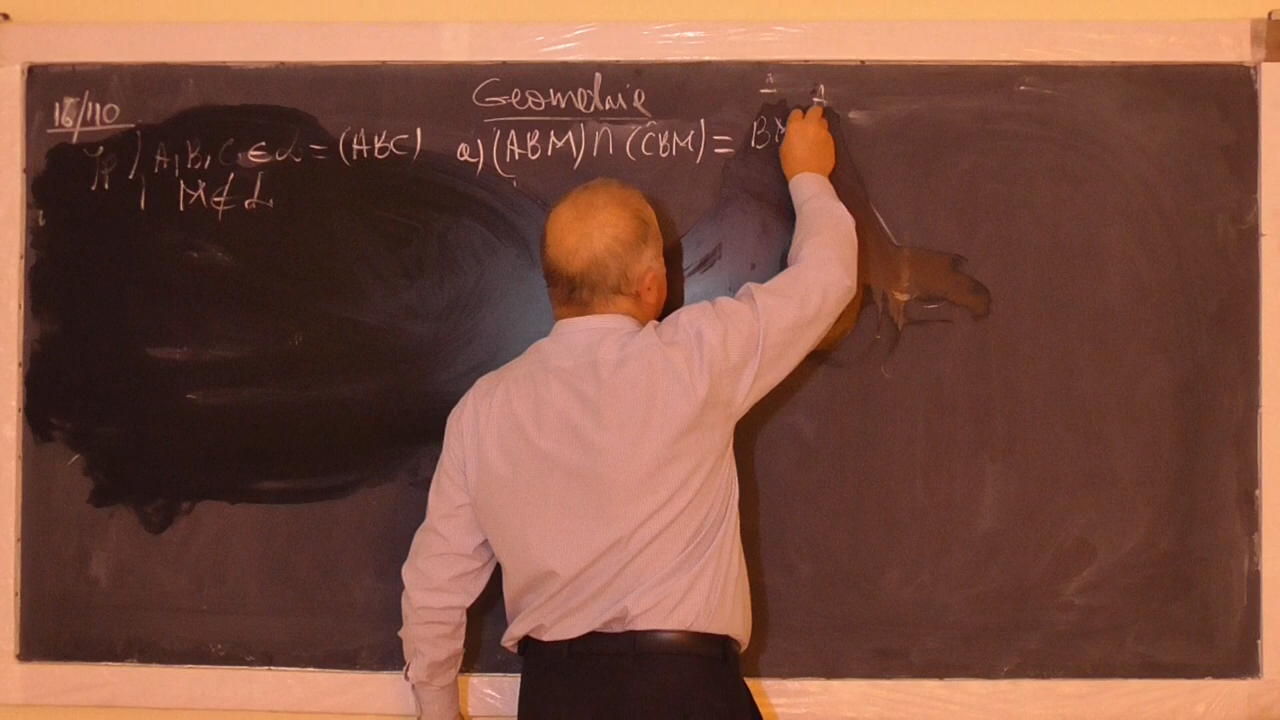 Geometrie
16/110
Ip) A, B, C ∈ α = (ABC) a) (ABM) ∩ (CBM) = BM
M ∉ α